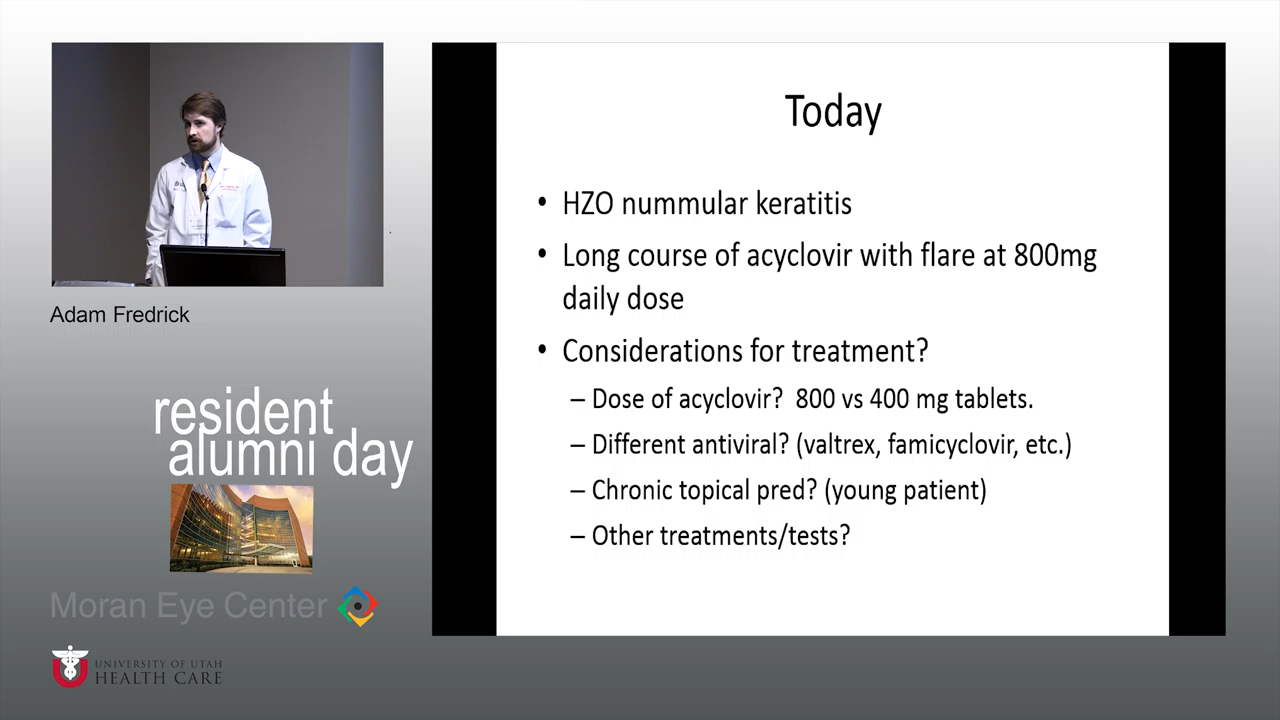 Today
• HZO nummular keratitis
• Long course of acyclovir with flare at 800mg
daily dose
• Considerations for treatment?
– Dose of acyclovir?  800 vs 400 mg tablets.
– Different antiviral? (valtrex, famicyclovir, etc.)
– Chronic topical pred? (young patient)
– Other treatments/tests?
Adam Fredrick
resident
alumni day
Moran Eye Center
UNIVERSITY OF UTAH
HEALTH CARE